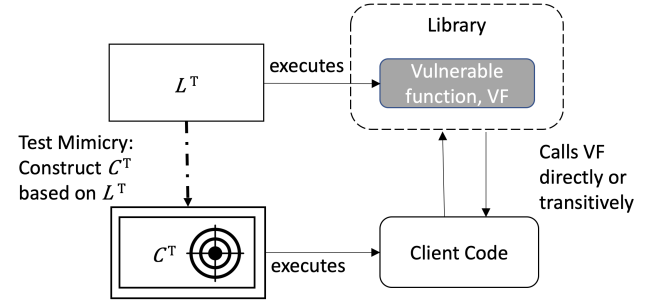 Library
executes
L^T
Vulnerable
function, VF
Test Mimicry:
Construct C^T
based on L^T
Calls VF
directly or
transitively
C^T
executes
Client Code